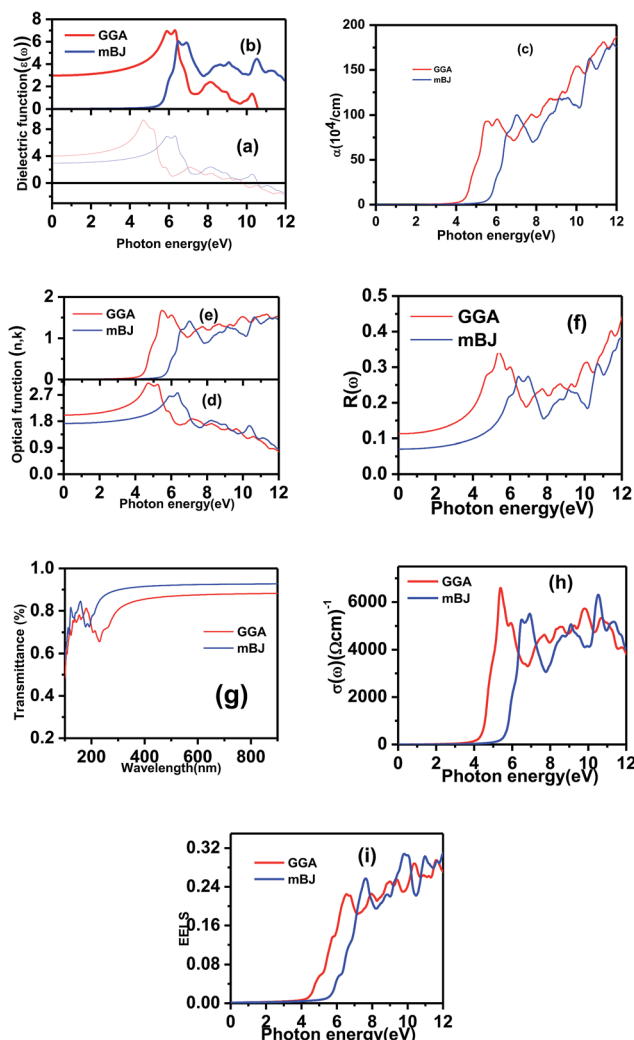 Dielectric function(ε(ω))
8
6
4
2
0
GGA
mBJ
(b)
8
4
0
(a)
0 2 4 6 8 10 12
Photon energy(eV)
α(10⁴/cm)
200
150
100
50
0
(c)
GGA
mBJ
0 2 4 6 8 10 12
Photon energy(eV)
Optical function (n,k)
2
1.5
1
0
GGA
mBJ
(e)
2.7
1.8
0.9
0.0
GGA
mBJ
(d)
0 2 4 6 8 10 12
Photon energy(eV)
R(ω)
0.5
0.4
0.3
0.2
0.1
0.0
GGA
mBJ
(f)
0 2 4 6 8 10 12
Photon energy(eV)
Transmittance (%)
1.0
0.8
0.6
0.4
0.2
GGA
mBJ
(g)
200 400 600 800
Wavelength(nm)
σ(ω)(Ωcm)⁻¹
6000
4000
2000
0
GGA
mBJ
(h)
0 2 4 6 8 10 12
Photon energy(eV)
EELS
0.32
0.24
0.16
0.08
0.00
GGA
mBJ
(i)
0 2 4 6 8 10 12
Photon energy(eV)